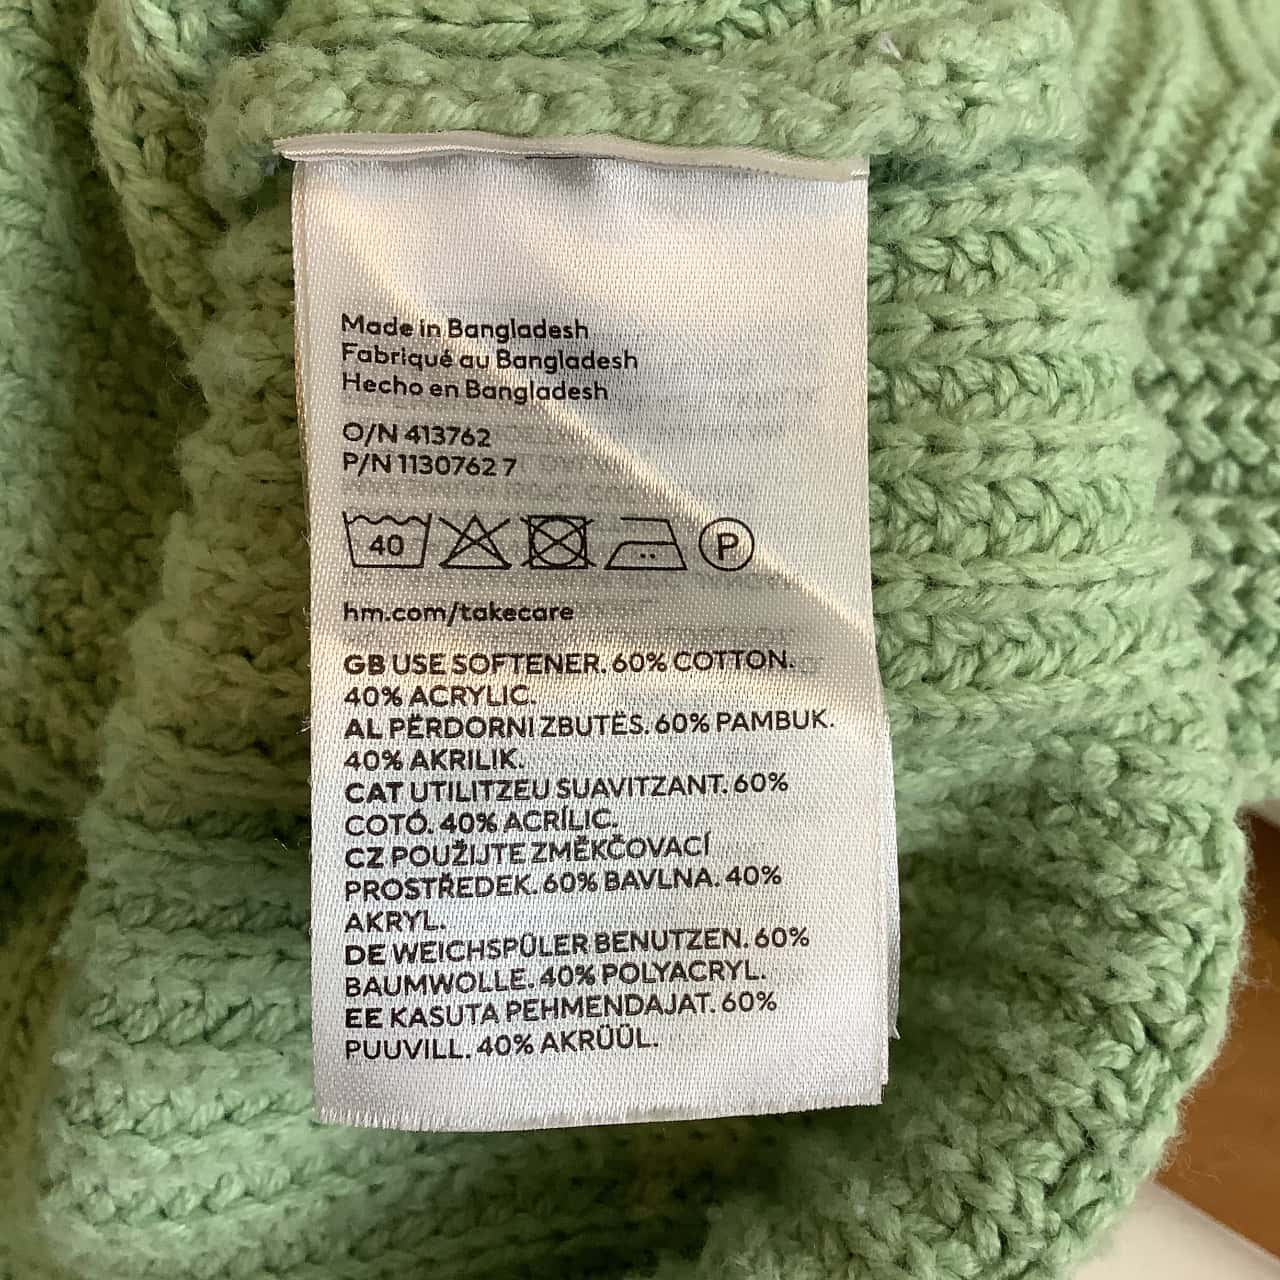 Made in Bangladesh
Fabriqué au Bangladesh
Hecho en Bangladesh
O/N 413762
P/N 1130762 7
40 P
hm.com/takecare
GB USE SOFTENER. 60% COTTON.
40% ACRYLIC.
AL PËRDORNI ZBUTËS. 60% PAMBUK.
40% AKRILIK.
CAT UTILITZEU SUAVITZANT. 60%
COTÓ. 40% ACRÍLIC.
CZ POUŽIJTE ZMĚKČOVACÍ
PROSTŘEDEK. 60% BAVLNA. 40%
AKRYL.
DE WEICHSPÜLER BENUTZEN. 60%
BAUMWOLLE. 40% POLYACRYL.
EE KASUTA PEHMENDAJAT. 60%
PUUVILL. 40% AKRÜÜL.